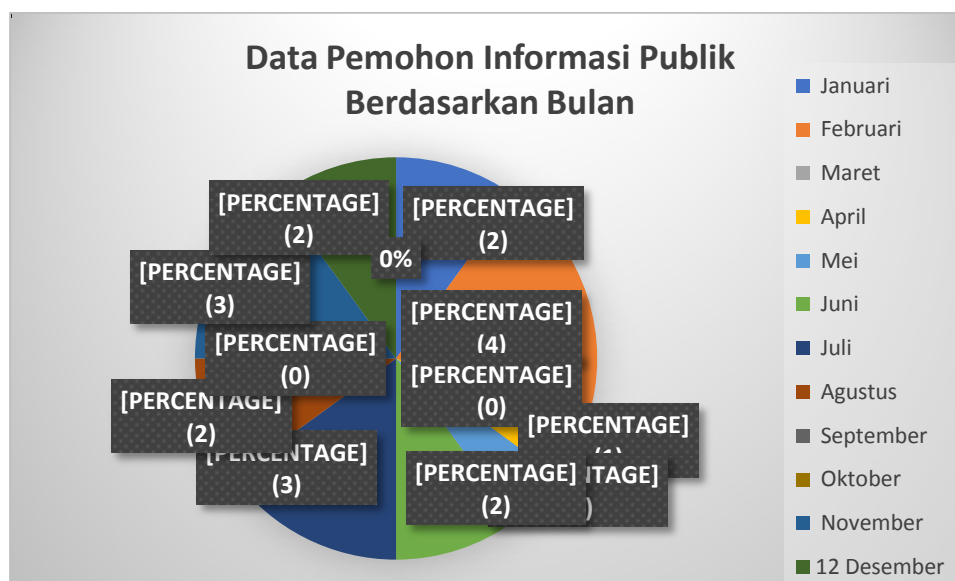 Data Pemohon Informasi Publik
Berdasarkan Bulan
[PERCENTAGE]
(2)
[PERCENTAGE]
(2)
0%
[PERCENTAGE]
(3)
[PERCENTAGE]
(4)
[PERCENTAGE]
(0)
[PERCENTAGE]
(0)
[PERCENTAGE]
(2)
[PERCENTAGE]
(1)
[PERCENTAGE]
(3)
[PERCENTAGE]
(2)
Januari
Februari
Maret
April
Mei
Juni
Juli
Agustus
September
Oktober
November
12 Desember